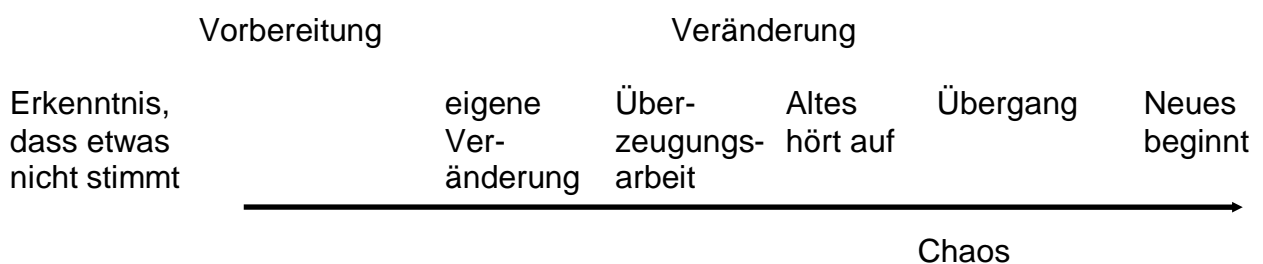 Vorbereitung Veränderung
Erkenntnis,
dass etwas
nicht stimmt
eigene
Ver-
änderung
Über-
zeugungs-
arbeit
Altes
hört auf
Übergang
Neues
beginnt
Chaos